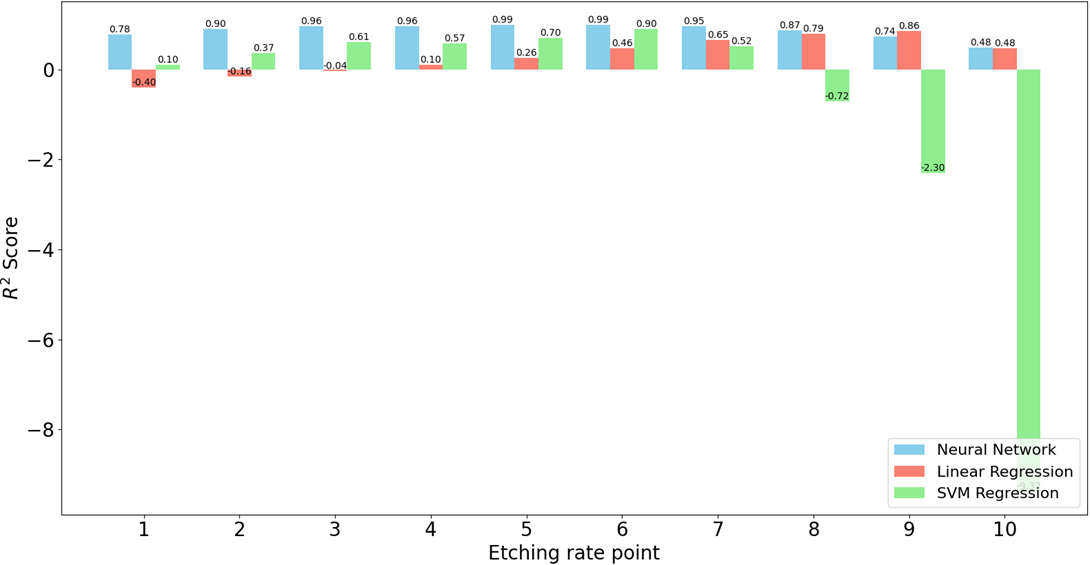 0.78 0.90 0.96 0.96 0.99 0.99 0.95 0.87 0.74 0.86 0.48 0.48
0.10 0.37 0.61 0.10 0.57 0.26 0.70 0.46 0.90 0.65 0.52 0.79
-0.40 -0.16 -0.04 -0.72 -2.30
0
−2
−4
−6
−8
R² Score
Neural Network
Linear Regression
SVM Regression
1 2 3 4 5 6 7 8 9 10
Etching rate point